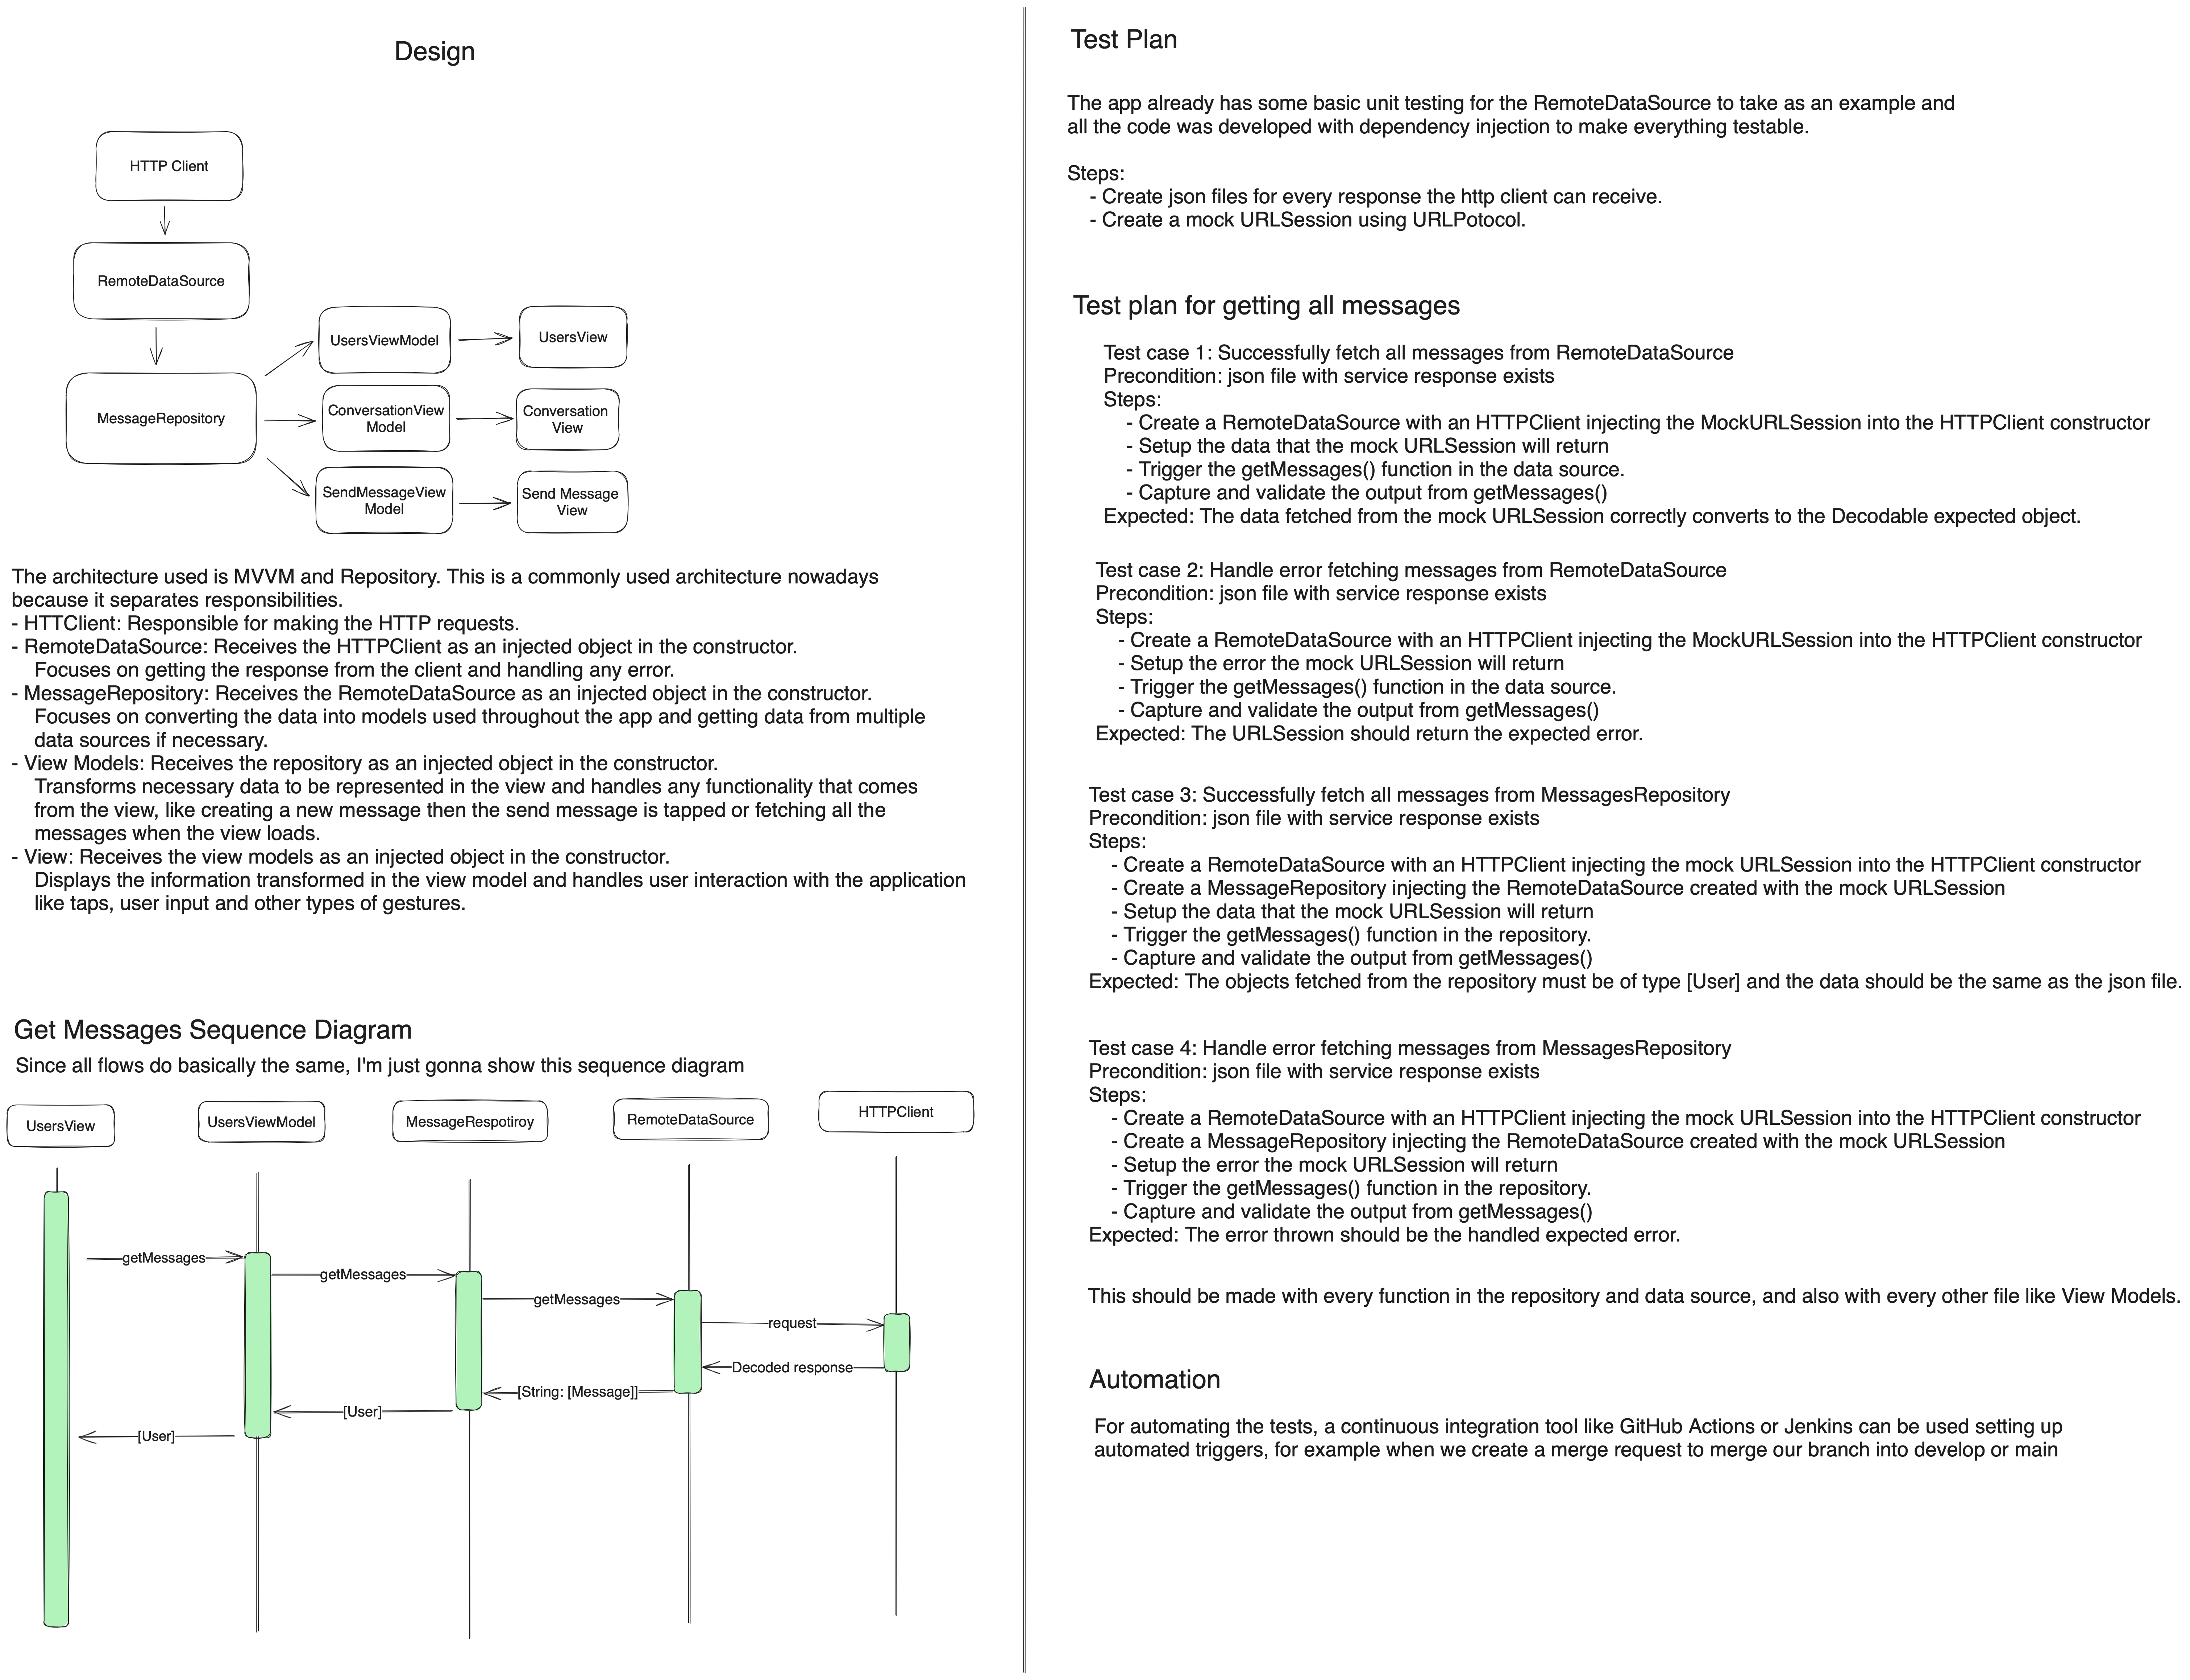 Design
HTTP Client
RemoteDataSource
MessageRepository
UsersViewModel
UsersView
ConversationView
Model
Conversation
View
SendMessageView
Model
Send Message
View
The architecture used is MVVM and Repository. This is a commonly used architecture nowadays
because it separates responsibilities.
- HTTClient: Responsible for making the HTTP requests.
- RemoteDataSource: Receives the HTTPClient as an injected object in the constructor.
Focuses on getting the response from the client and handling any error.
- MessageRepository: Receives the RemoteDataSource as an injected object in the constructor.
Focuses on converting the data into models used throughout the app and getting data from multiple
data sources if necessary.
- View Models: Receives the repository as an injected object in the constructor.
Transforms necessary data to be represented in the view and handles any functionality that comes
from the view, like creating a new message then the send message is tapped or fetching all the
messages when the view loads.
- View: Receives the view models as an injected object in the constructor.
Displays the information transformed in the view model and handles user interaction with the application
like taps, user input and other types of gestures.
Get Messages Sequence Diagram
Since all flows do basically the same, I'm just gonna show this sequence diagram
UsersView
UsersViewModel
MessageRespotiroy
RemoteDataSource
HTTPClient
getMessages
getMessages
getMessages
request
Decoded response
[String: [Message]]
[User]
[User]
Test Plan
The app already has some basic unit testing for the RemoteDataSource to take as an example and
all the code was developed with dependency injection to make everything testable.
Steps:
- Create json files for every response the http client can receive.
- Create a mock URLSession using URLPotocol.
Test plan for getting all messages
Test case 1: Successfully fetch all messages from RemoteDataSource
Precondition: json file with service response exists
Steps:
- Create a RemoteDataSource with an HTTPClient injecting the MockURLSession into the HTTPClient constructor
- Setup the data that the mock URLSession will return
- Trigger the getMessages() function in the data source.
- Capture and validate the output from getMessages()
Expected: The data fetched from the mock URLSession correctly converts to the Decodable expected object.
Test case 2: Handle error fetching messages from RemoteDataSource
Precondition: json file with service response exists
Steps:
- Create a RemoteDataSource with an HTTPClient injecting the MockURLSession into the HTTPClient constructor
- Setup the error the mock URLSession will return
- Trigger the getMessages() function in the data source.
- Capture and validate the output from getMessages()
Expected: The URLSession should return the expected error.
Test case 3: Successfully fetch all messages from MessagesRepository
Precondition: json file with service response exists
Steps:
- Create a RemoteDataSource with an HTTPClient injecting the mock URLSession into the HTTPClient constructor
- Create a MessageRepository injecting the RemoteDataSource created with the mock URLSession
- Setup the data that the mock URLSession will return
- Trigger the getMessages() function in the repository.
- Capture and validate the output from getMessages()
Expected: The objects fetched from the repository must be of type [User] and the data should be the same as the json file.
Test case 4: Handle error fetching messages from MessagesRepository
Precondition: json file with service response exists
Steps:
- Create a RemoteDataSource with an HTTPClient injecting the mock URLSession into the HTTPClient constructor
- Create a MessageRepository injecting the RemoteDataSource created with the mock URLSession
- Setup the error the mock URLSession will return
- Trigger the getMessages() function in the repository.
- Capture and validate the output from getMessages()
Expected: The error thrown should be the handled expected error.
This should be made with every function in the repository and data source, and also with every other file like View Models.
Automation
For automating the tests, a continuous integration tool like GitHub Actions or Jenkins can be used setting up
automated triggers, for example when we create a merge request to merge our branch into develop or main